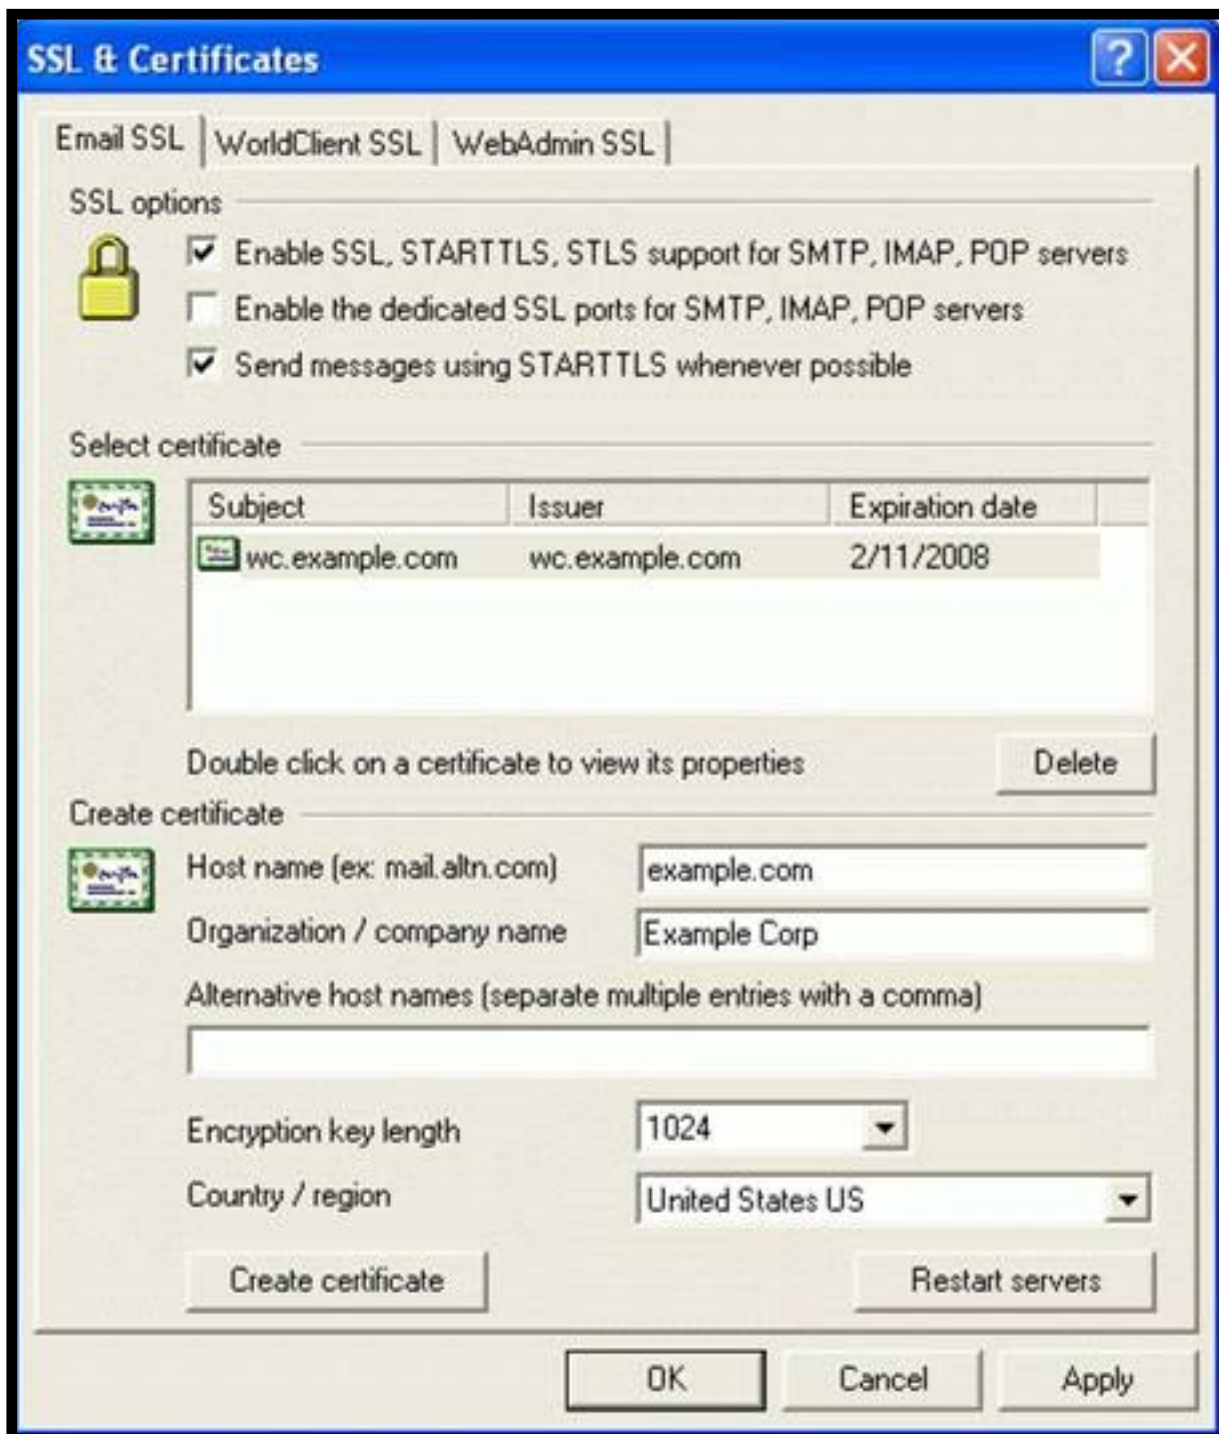 SSL & Certificates
Email SSL WorldClient SSL WebAdmin SSL
SSL options
Enable SSL, STARTTLS, STLS support for SMTP, IMAP, POP servers
Enable the dedicated SSL ports for SMTP, IMAP, POP servers
Send messages using STARTTLS whenever possible
Select certificate
Subject Issuer Expiration date
wc.example.com wc.example.com 2/11/2008
Double click on a certificate to view its properties Delete
Create certificate
Host name (ex: mail.altn.com) example.com
Organization / company name Example Corp
Alternative host names (separate multiple entries with a comma)
Encryption key length 1024
Country / region United States US
Create certificate Restart servers
OK Cancel Apply